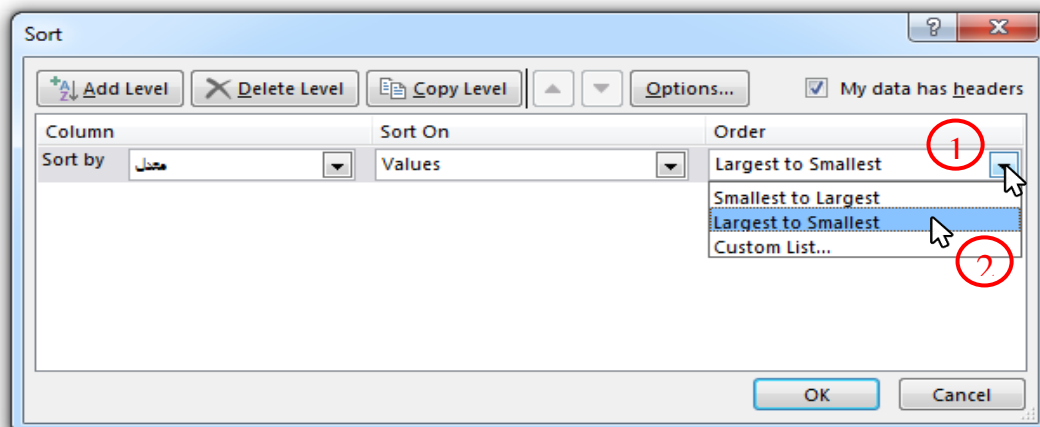 Sort
Add Level Delete Level Copy Level Options... My data has headers
Column Sort On Order
Sort by معدل Values Largest to Smallest 1
Smallest to Largest
Largest to Smallest
Custom List... 2
OK Cancel